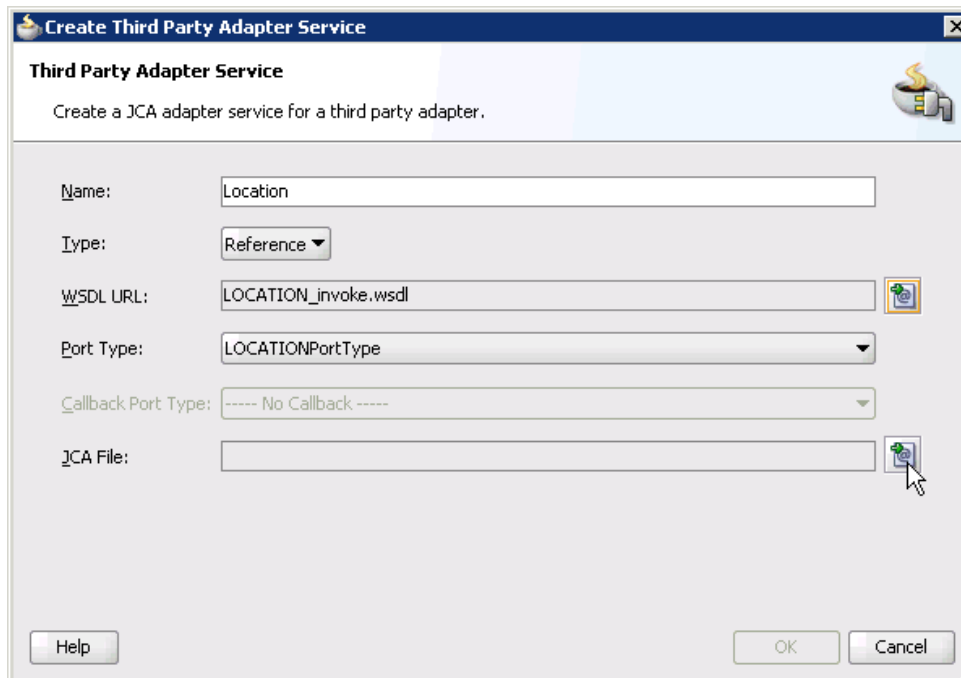 Create Third Party Adapter Service
Third Party Adapter Service
Create a JCA adapter service for a third party adapter.
Name: Location
Type: Reference
WSDL URL: LOCATION_invoke.wsdl
Port Type: LOCATIONPortType
Callback Port Type: ----- No Callback -----
JCA File:
Help OK Cancel